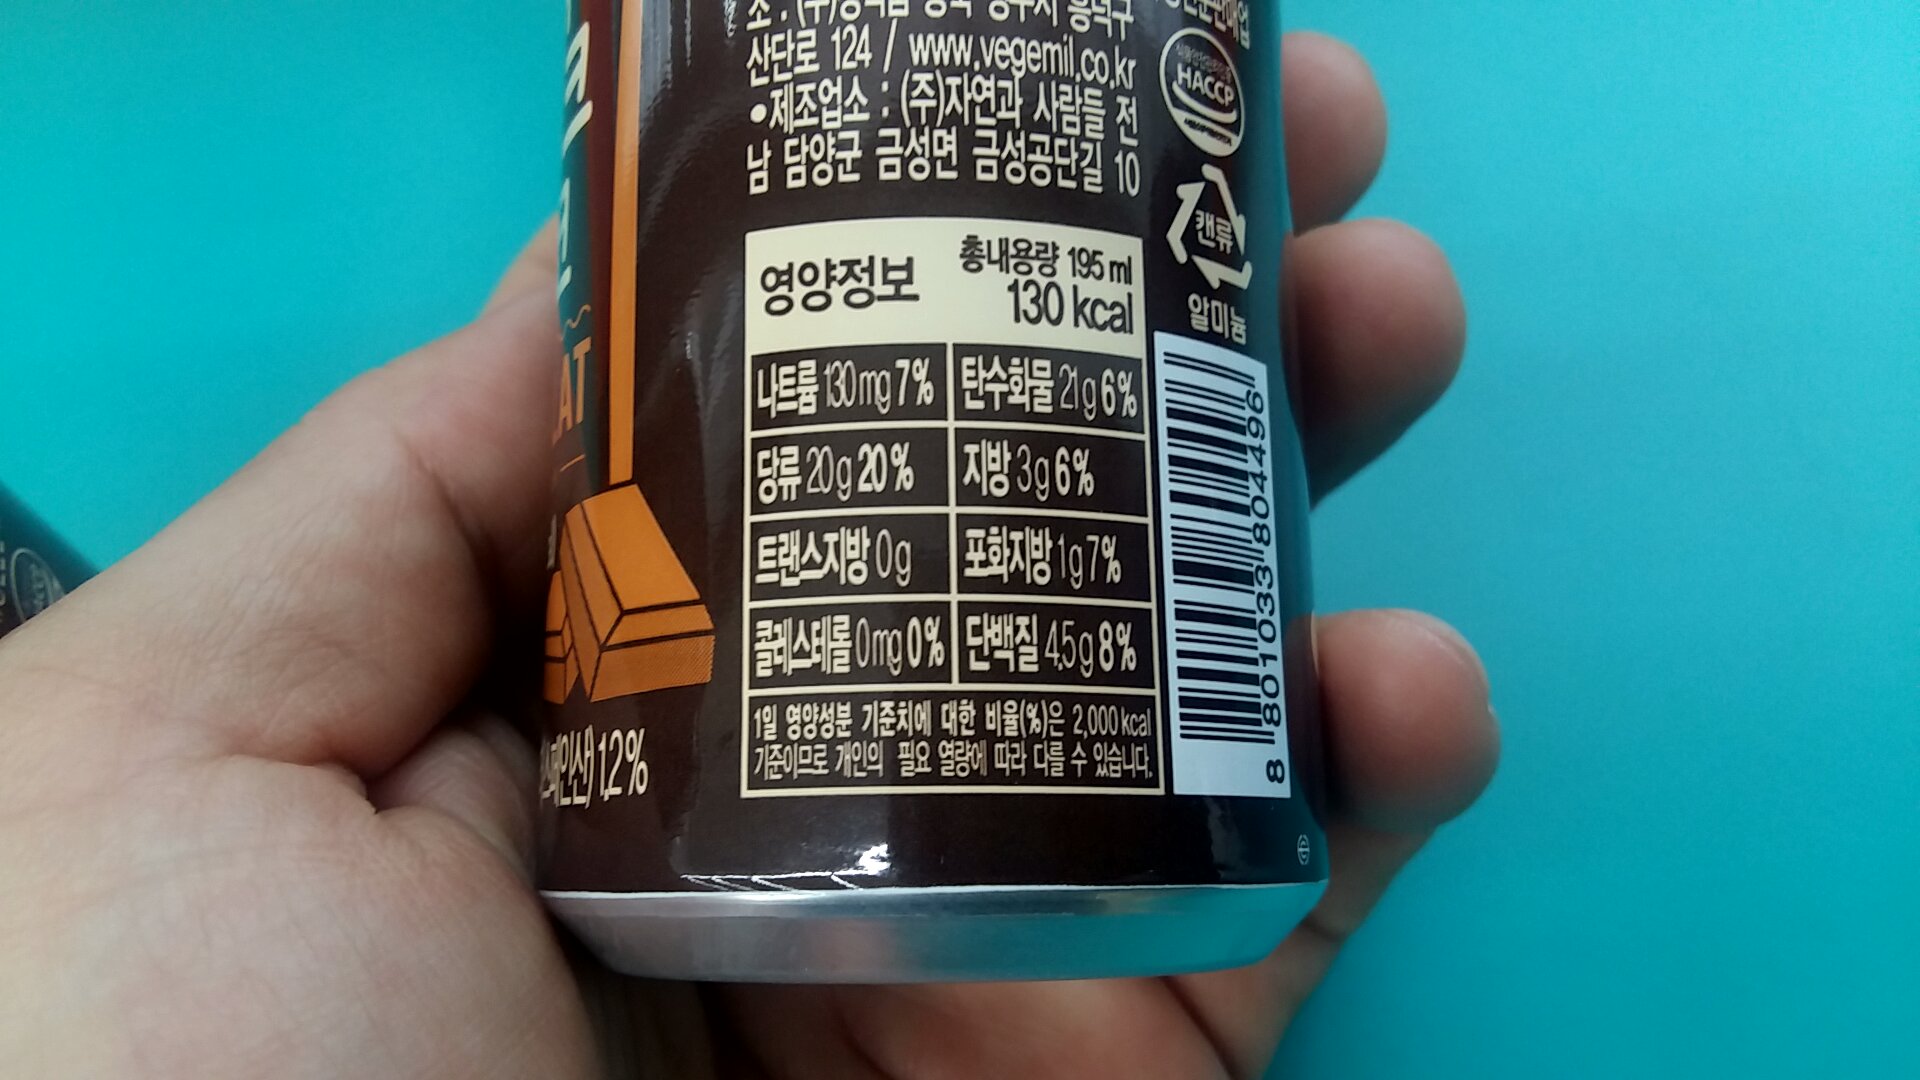 산단로 124 / www.vegemil.co.kr
•제조업소 : (주)자연과 사람들 전
남 담양군 금성면 금성공단길 10
HACCP
캔류
알미늄
영양정보
총내용량 195 ml
130 kcal
나트륨 130mg 7% 탄수화물 21g 6%
당류 20g 20% 지방 3g 6%
트랜스지방 0g 포화지방 1g 7%
콜레스테롤 0mg 0% 단백질 4.5g 8%
1일 영양성분 기준치에 대한 비율(%)은 2,000 kcal
기준이므로 개인의 필요 열량에 따라 다를 수 있습니다.
8 801033 804496
AT
1.2%